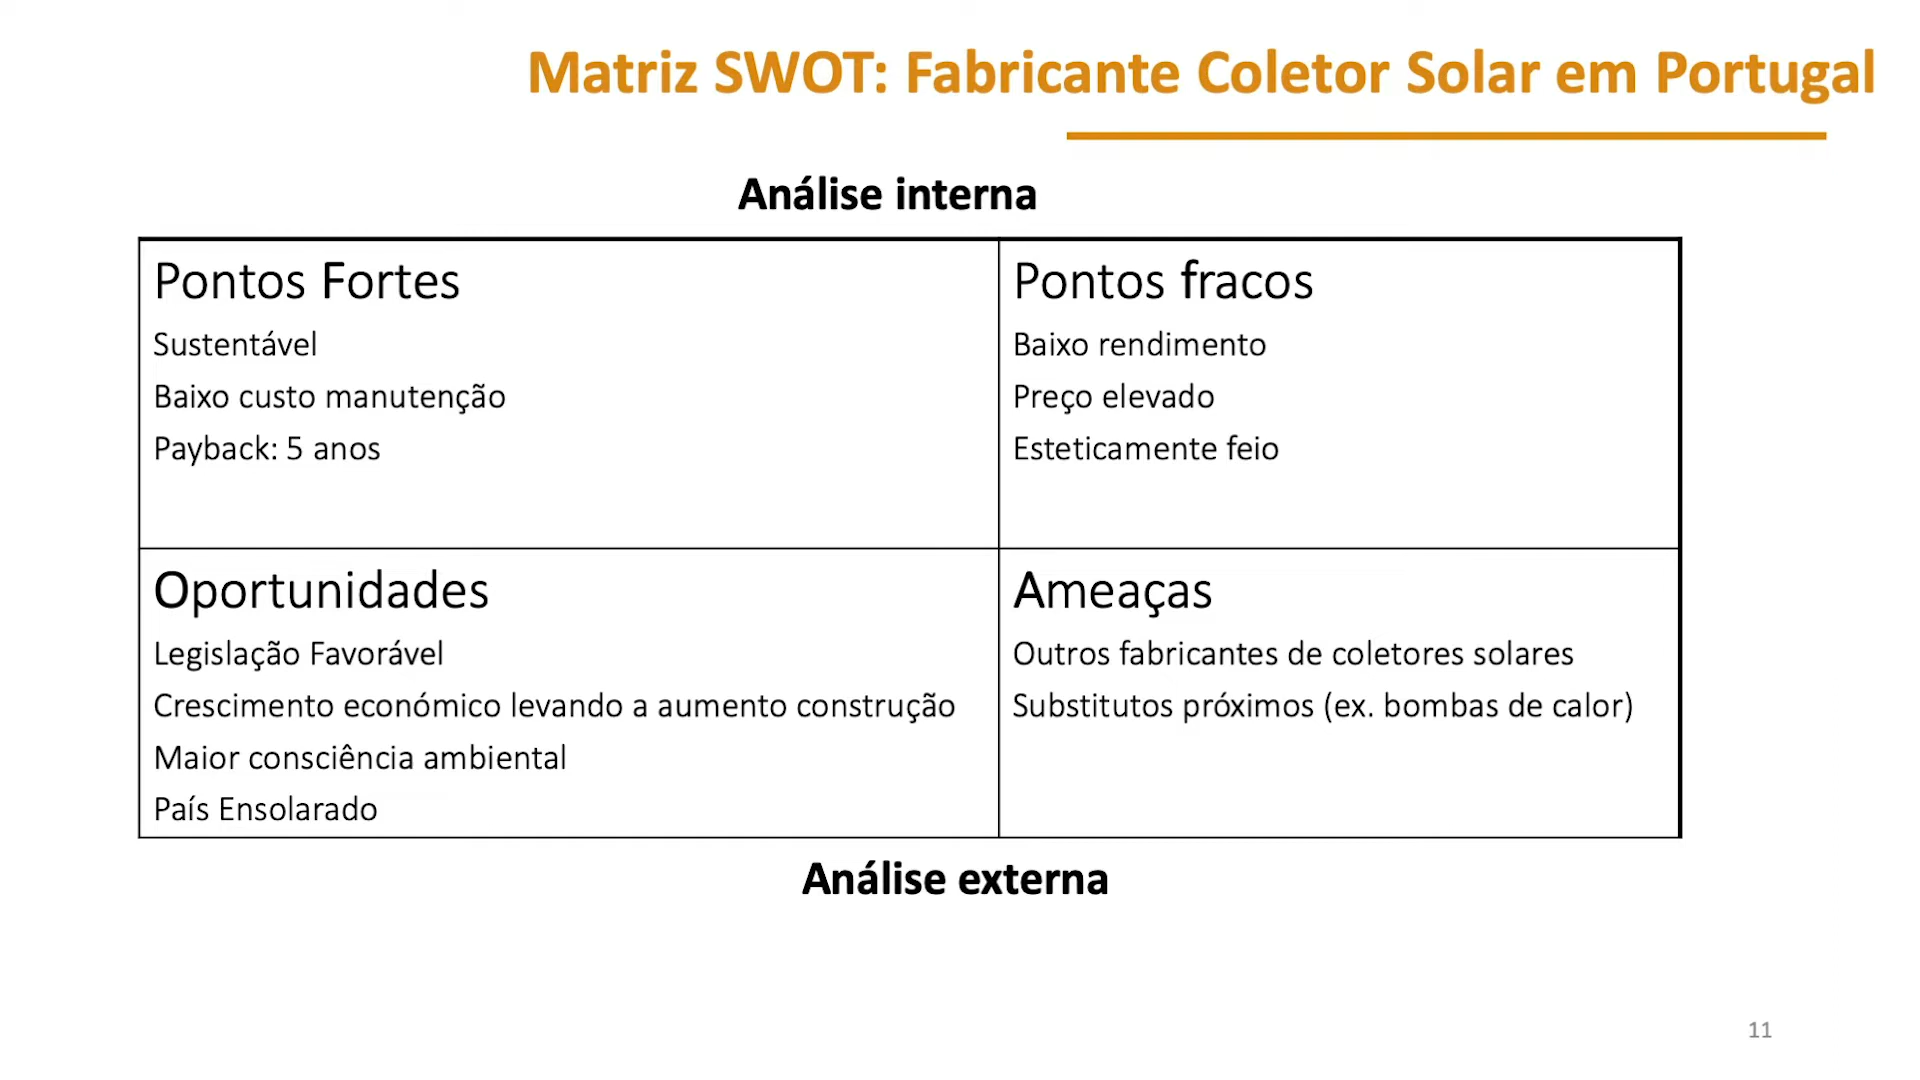 Matriz SWOT: Fabricante Coletor Solar em Portugal
Análise interna
Pontos Fortes
Sustentável
Baixo custo manutenção
Payback: 5 anos
Pontos fracos
Baixo rendimento
Preço elevado
Esteticamente feio
Oportunidades
Legislação Favorável
Crescimento económico levando a aumento construção
Maior consciência ambiental
País Ensolarado
Ameaças
Outros fabricantes de coletores solares
Substitutos próximos (ex. bombas de calor)
Análise externa
11